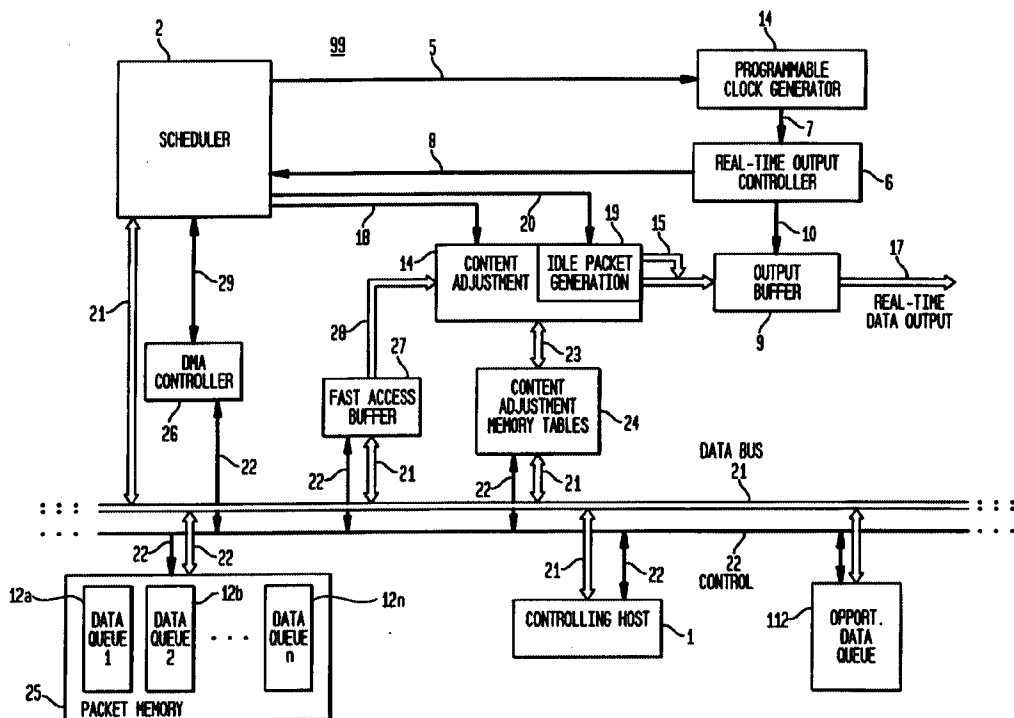 2
99
5
14
SCHEDULER
PROGRAMMABLE
CLOCK GENERATOR
7
8
REAL-TIME OUTPUT
CONTROLLER
6
20
18
19
15
10
17
14
CONTENT
ADJUSTMENT
IDLE PACKET
GENERATION
OUTPUT
BUFFER
REAL-TIME
DATA OUTPUT
9
21
29
28
23
DMA
CONTROLLER
26
27
FAST ACCESS
BUFFER
CONTENT
ADJUSTMENT
MEMORY TABLES
24
22
22
21
22
21
DATA BUS
21
22
22
21
22
22
CONTROL
12a
12b
12n
DATA
QUEUE
1
DATA
QUEUE
2
. . .
DATA
QUEUE
n
25
PACKET MEMORY
CONTROLLING HOST
1
112
OPPORT.
DATA
QUEUE